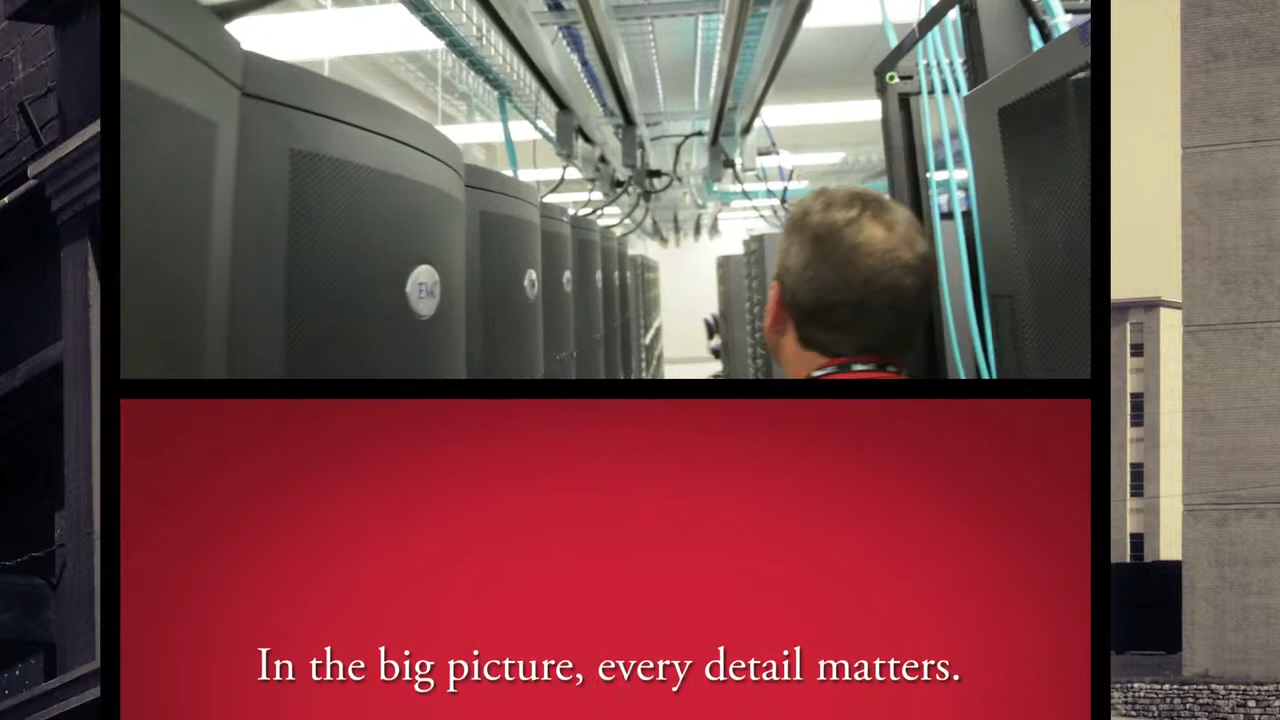 EMC
In the big picture, every detail matters.